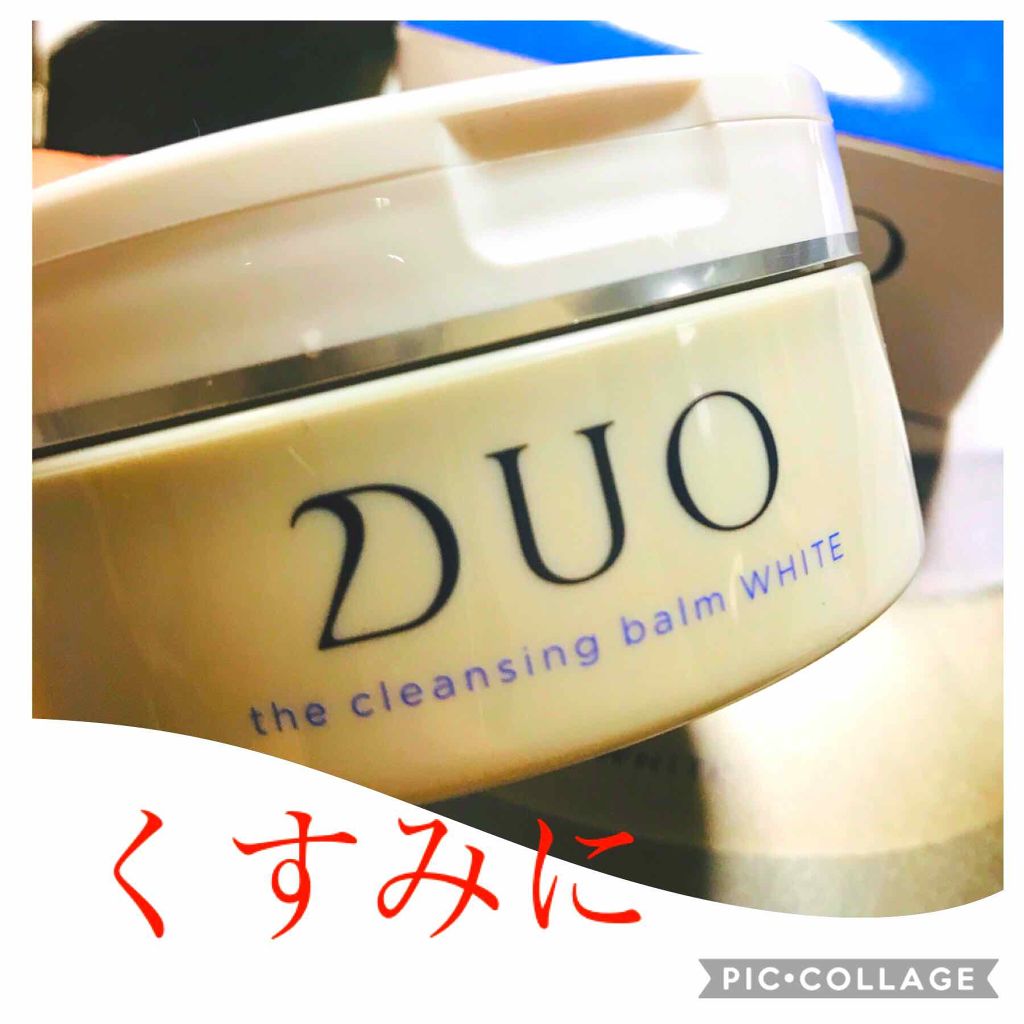 DUO
the cleansing balm WHITE
くすみに
PIC•COLLAGE